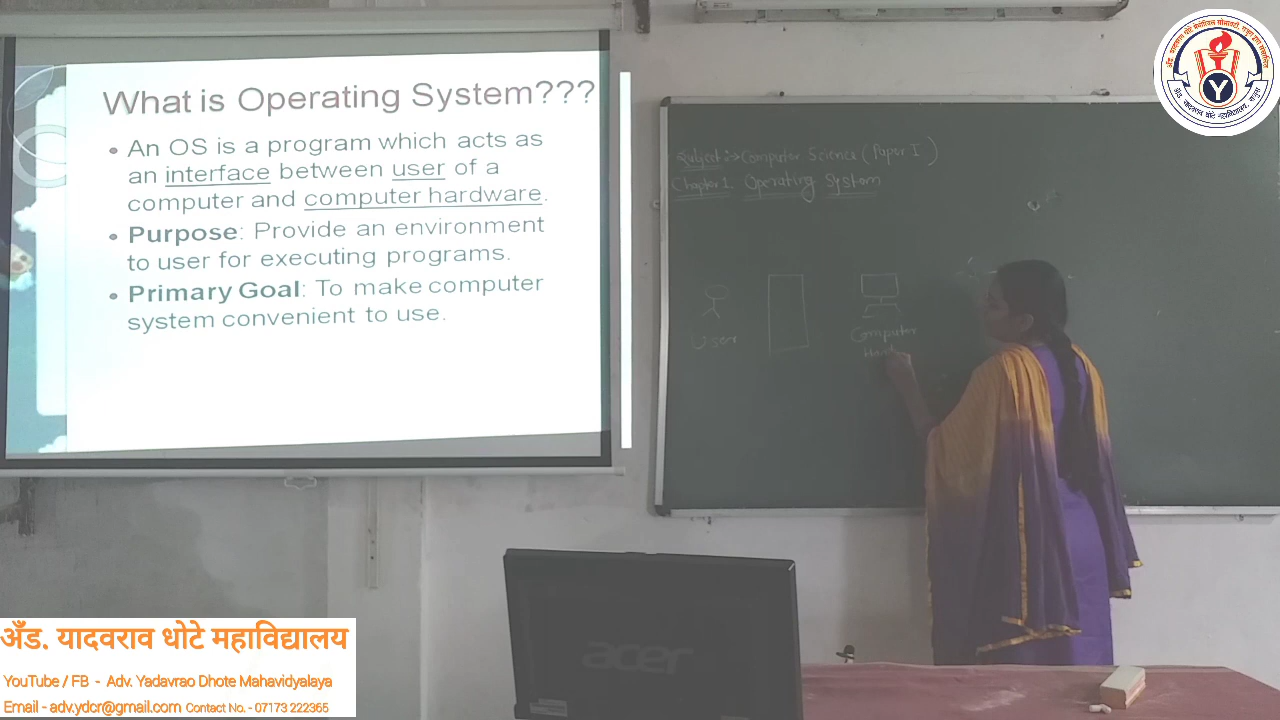 What is Operating System???
• An OS is a program which acts as
an interface between user of a
computer and computer hardware.
• Purpose: Provide an environment
to user for executing programs.
• Primary Goal: To make computer
system convenient to use.
Subject :-> Computer Science (Paper I)
Chapter 1. Operating System
User
Computer
acer
Y
अ‍ॅड. यादवराव धोटे महाविद्यालय
YouTube / FB - Adv. Yadavrao Dhote Mahavidyalaya
Email - adv.ydcr@gmail.com Contact No. - 07173 222365